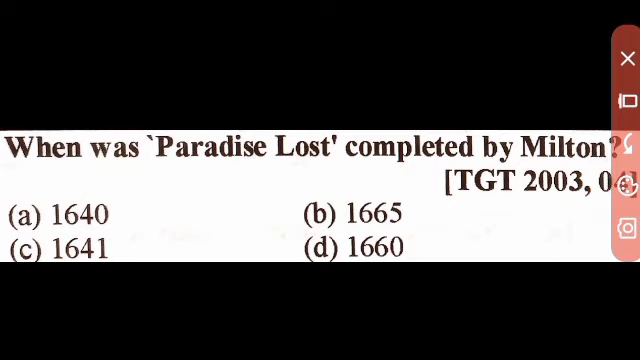 When was `Paradise Lost' completed by Milton?
[TGT 2003, 04]
(a) 1640 (b) 1665
(c) 1641 (d) 1660